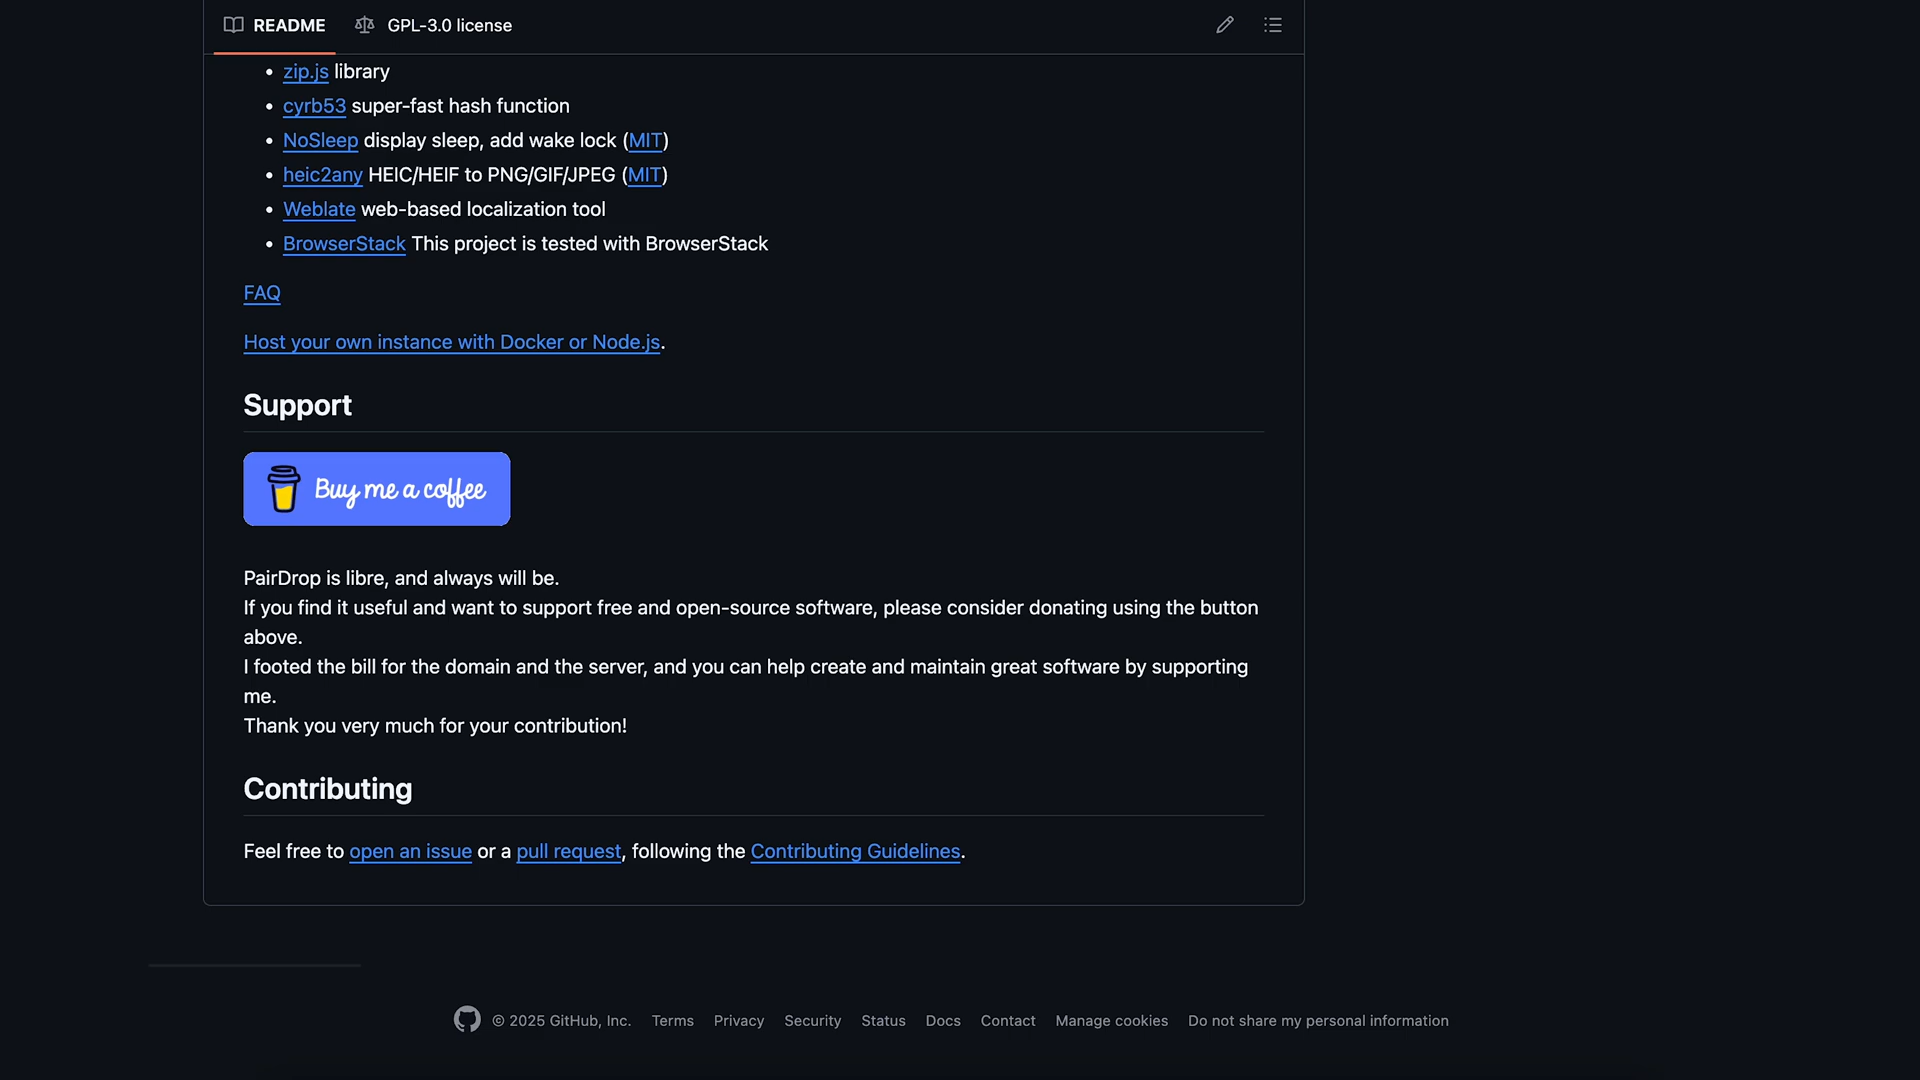 README GPL-3.0 license
• zip.js library
• cyrb53 super-fast hash function
• NoSleep display sleep, add wake lock (MIT)
• heic2any HEIC/HEIF to PNG/GIF/JPEG (MIT)
• Weblate web-based localization tool
• BrowserStack This project is tested with BrowserStack
FAQ
Host your own instance with Docker or Node.js.
Support
Buy me a coffee
PairDrop is libre, and always will be.
If you find it useful and want to support free and open-source software, please consider donating using the button
above.
I footed the bill for the domain and the server, and you can help create and maintain great software by supporting
me.
Thank you very much for your contribution!
Contributing
Feel free to open an issue or a pull request, following the Contributing Guidelines.
© 2025 GitHub, Inc. Terms Privacy Security Status Docs Contact Manage cookies Do not share my personal information